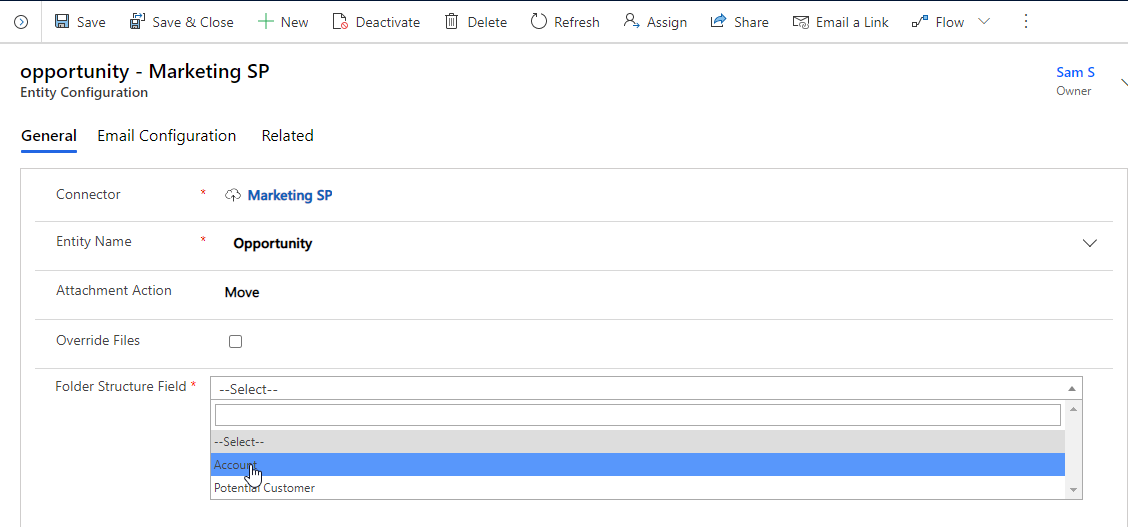 Save Save & Close New Deactivate Delete Refresh Assign Share Email a Link Flow
opportunity - Marketing SP
Entity Configuration
Sam S
Owner
General Email Configuration Related
Connector * Marketing SP
Entity Name * Opportunity
Attachment Action Move
Override Files
Folder Structure Field * --Select--
--Select--
Account
Potential Customer